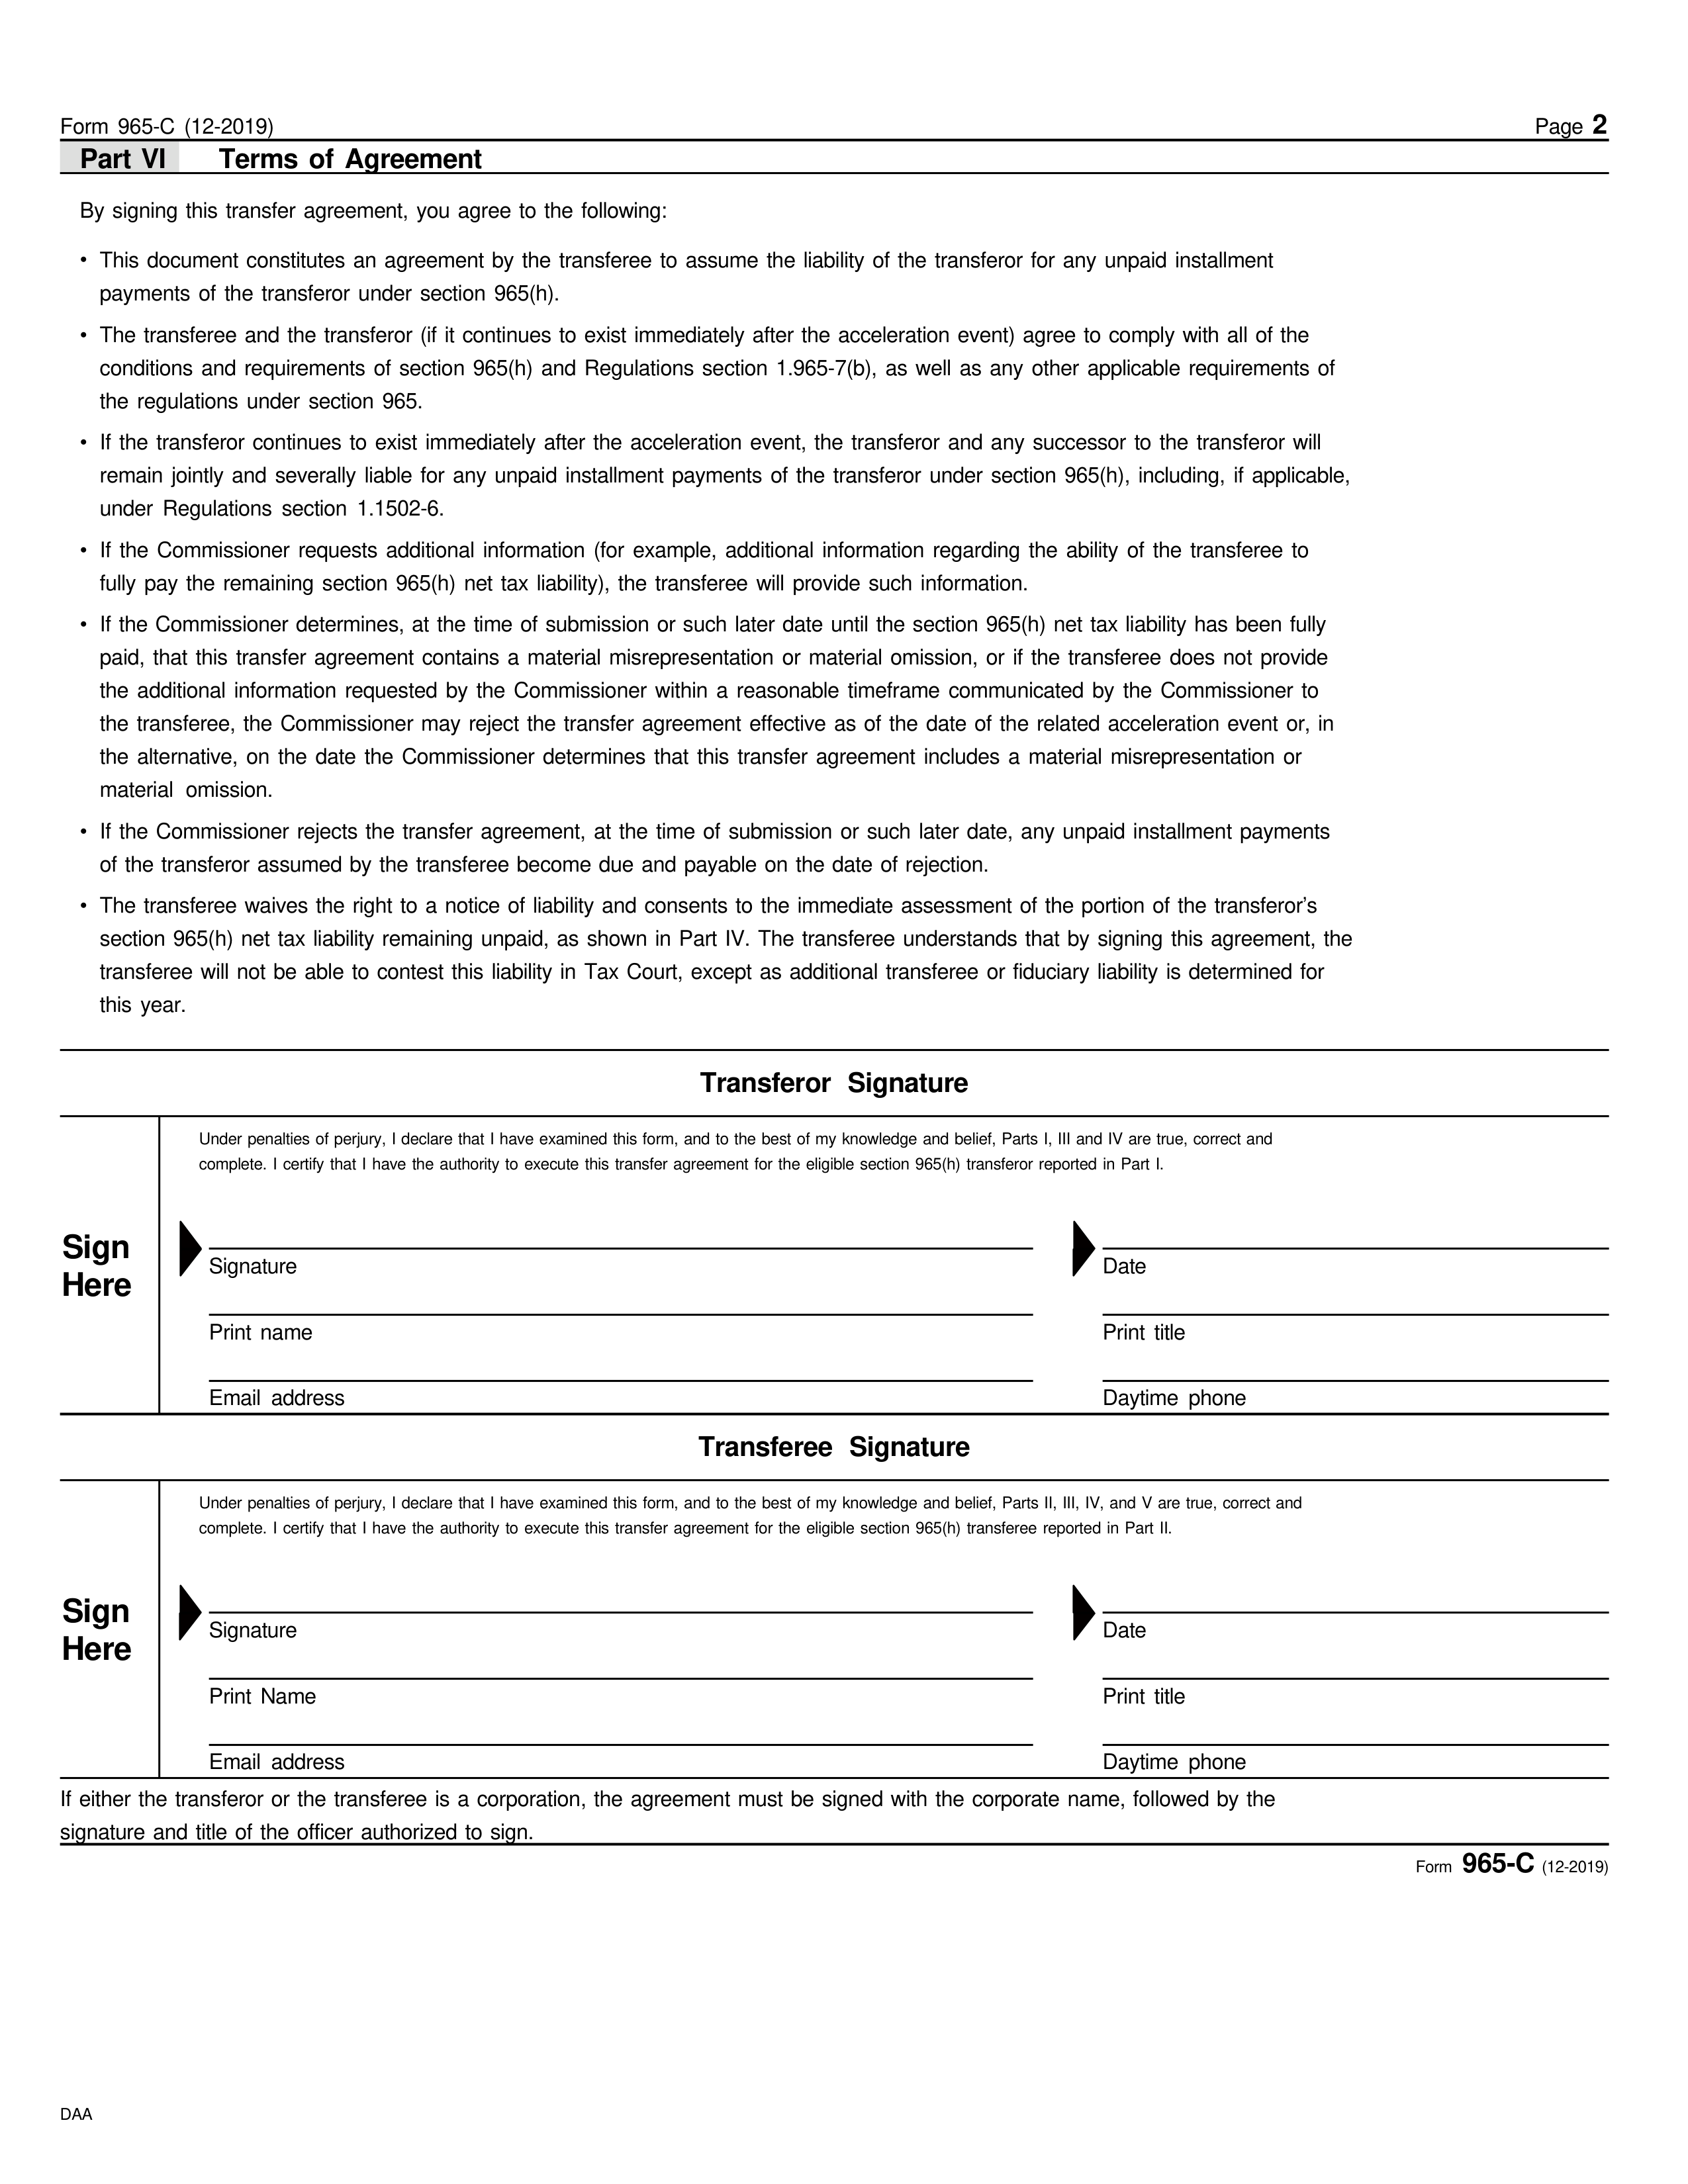 Form 965-C (12-2019) Page 2
Part VI Terms of Agreement
By signing this transfer agreement, you agree to the following:
• This document constitutes an agreement by the transferee to assume the liability of the transferor for any unpaid installment
payments of the transferor under section 965(h).
• The transferee and the transferor (if it continues to exist immediately after the acceleration event) agree to comply with all of the
conditions and requirements of section 965(h) and Regulations section 1.965-7(b), as well as any other applicable requirements of
the regulations under section 965.
• If the transferor continues to exist immediately after the acceleration event, the transferor and any successor to the transferor will
remain jointly and severally liable for any unpaid installment payments of the transferor under section 965(h), including, if applicable,
under Regulations section 1.1502-6.
• If the Commissioner requests additional information (for example, additional information regarding the ability of the transferee to
fully pay the remaining section 965(h) net tax liability), the transferee will provide such information.
• If the Commissioner determines, at the time of submission or such later date until the section 965(h) net tax liability has been fully
paid, that this transfer agreement contains a material misrepresentation or material omission, or if the transferee does not provide
the additional information requested by the Commissioner within a reasonable timeframe communicated by the Commissioner to
the transferee, the Commissioner may reject the transfer agreement effective as of the date of the related acceleration event or, in
the alternative, on the date the Commissioner determines that this transfer agreement includes a material misrepresentation or
material omission.
• If the Commissioner rejects the transfer agreement, at the time of submission or such later date, any unpaid installment payments
of the transferor assumed by the transferee become due and payable on the date of rejection.
• The transferee waives the right to a notice of liability and consents to the immediate assessment of the portion of the transferor’s
section 965(h) net tax liability remaining unpaid, as shown in Part IV. The transferee understands that by signing this agreement, the
transferee will not be able to contest this liability in Tax Court, except as additional transferee or fiduciary liability is determined for
this year.
Transferor Signature
Under penalties of perjury, I declare that I have examined this form, and to the best of my knowledge and belief, Parts I, III and IV are true, correct and
complete. I certify that I have the authority to execute this transfer agreement for the eligible section 965(h) transferor reported in Part I.
Sign
Here
Signature Date
Print name Print title
Email address Daytime phone
Transferee Signature
Under penalties of perjury, I declare that I have examined this form, and to the best of my knowledge and belief, Parts II, III, IV, and V are true, correct and
complete. I certify that I have the authority to execute this transfer agreement for the eligible section 965(h) transferee reported in Part II.
Sign
Here
Signature Date
Print Name Print title
Email address Daytime phone
If either the transferor or the transferee is a corporation, the agreement must be signed with the corporate name, followed by the
signature and title of the officer authorized to sign.
Form 965-C (12-2019)
DAA